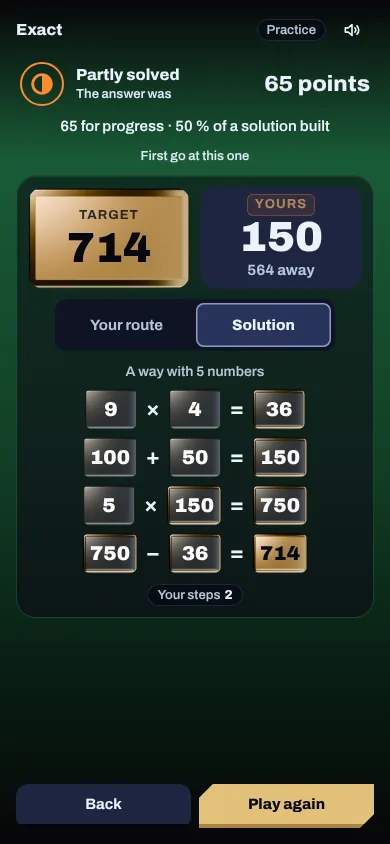 Exact
Practice
Partly solved
The answer was
65 points
65 for progress · 50 % of a solution built
First go at this one
TARGET
714
YOURS
150
564 away
Your route
Solution
A way with 5 numbers
9 × 4 = 36
100 + 50 = 150
5 × 150 = 750
750 − 36 = 714
Your steps 2
Back
Play again